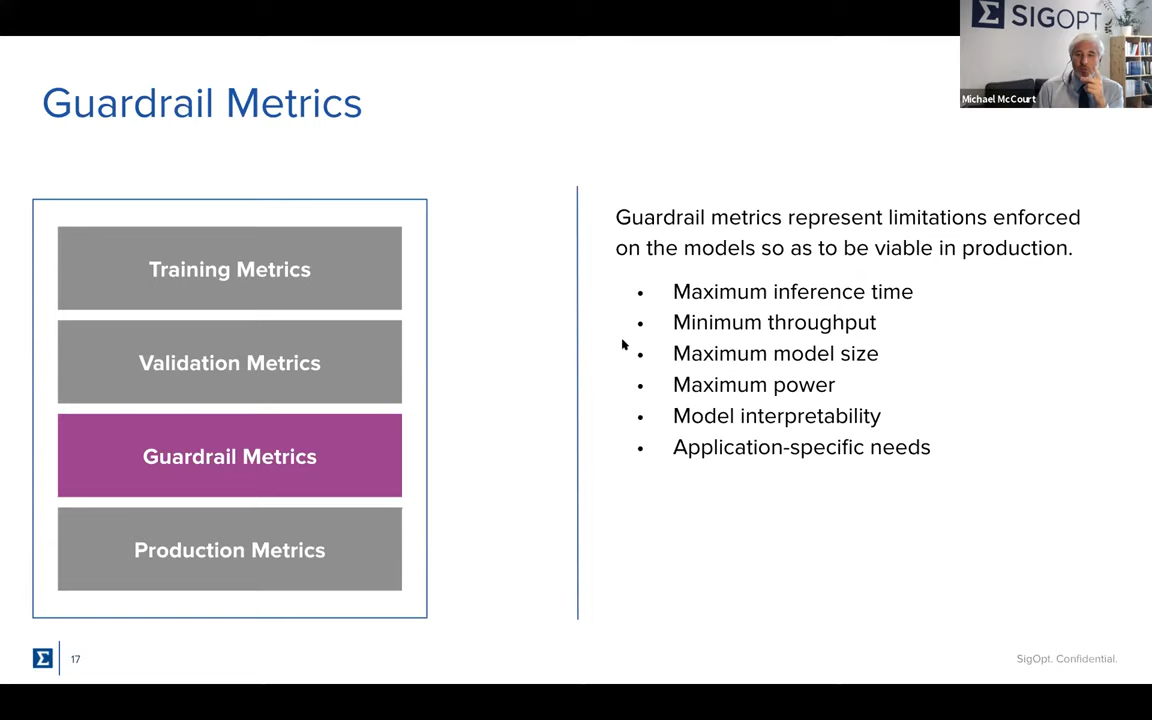 SIGOPT
Michael McCourt
Guardrail Metrics
Training Metrics
Validation Metrics
Guardrail Metrics
Production Metrics
Guardrail metrics represent limitations enforced
on the models so as to be viable in production.
• Maximum inference time
• Minimum throughput
• Maximum model size
• Maximum power
• Model interpretability
• Application-specific needs
Σ
17
SigOpt. Confidential.